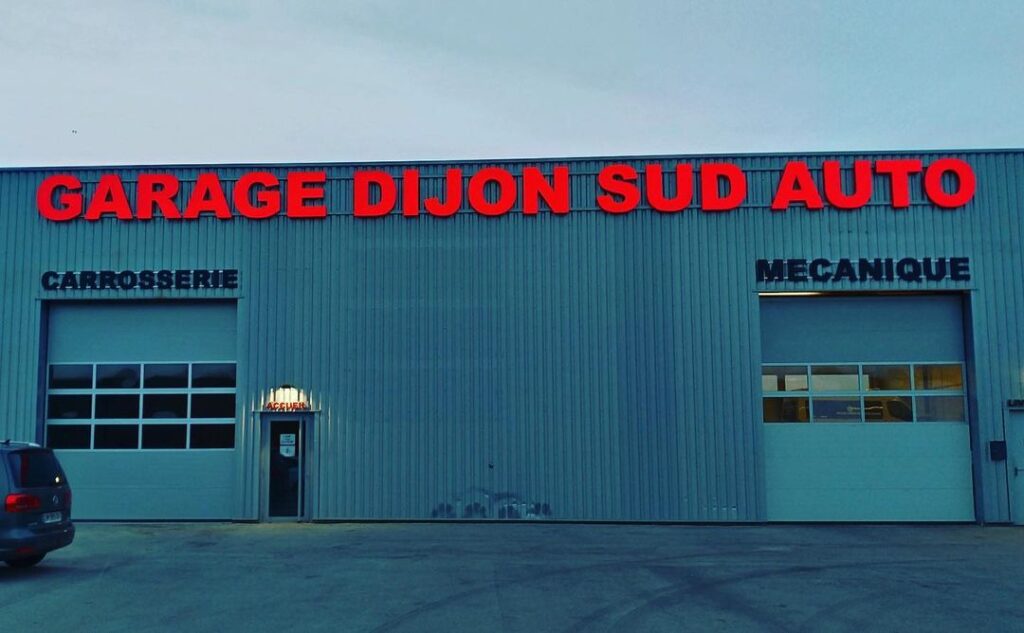 GARAGE DIJON SUD AUTO
CARROSSERIE
MECANIQUE
ACCUEIL